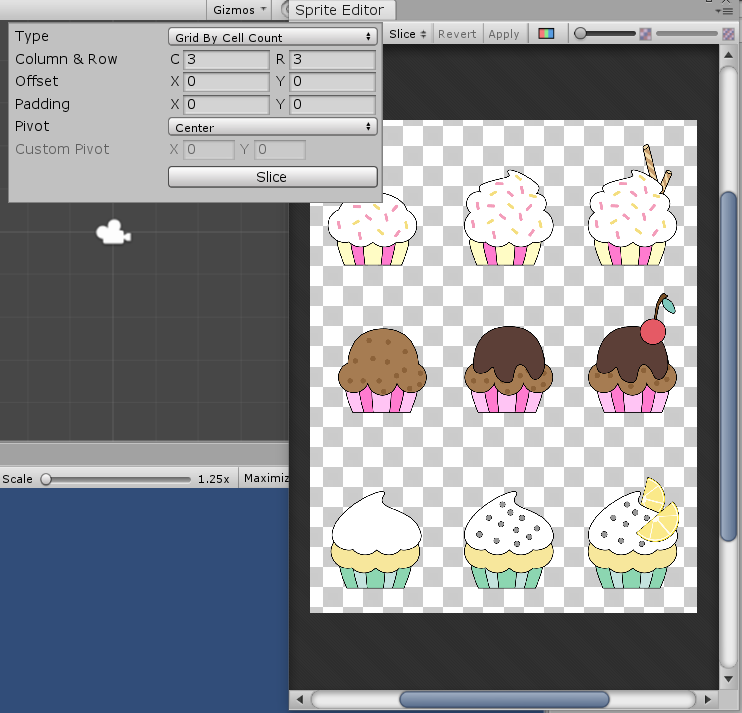 Gizmos Sprite Editor
Type Grid By Cell Count Slice Revert Apply
Column & Row C 3 R 3
Offset X 0 Y 0
Padding X 0 Y 0
Pivot Center
Custom Pivot X 0 Y 0
Slice
Scale 1.25x Maximiz